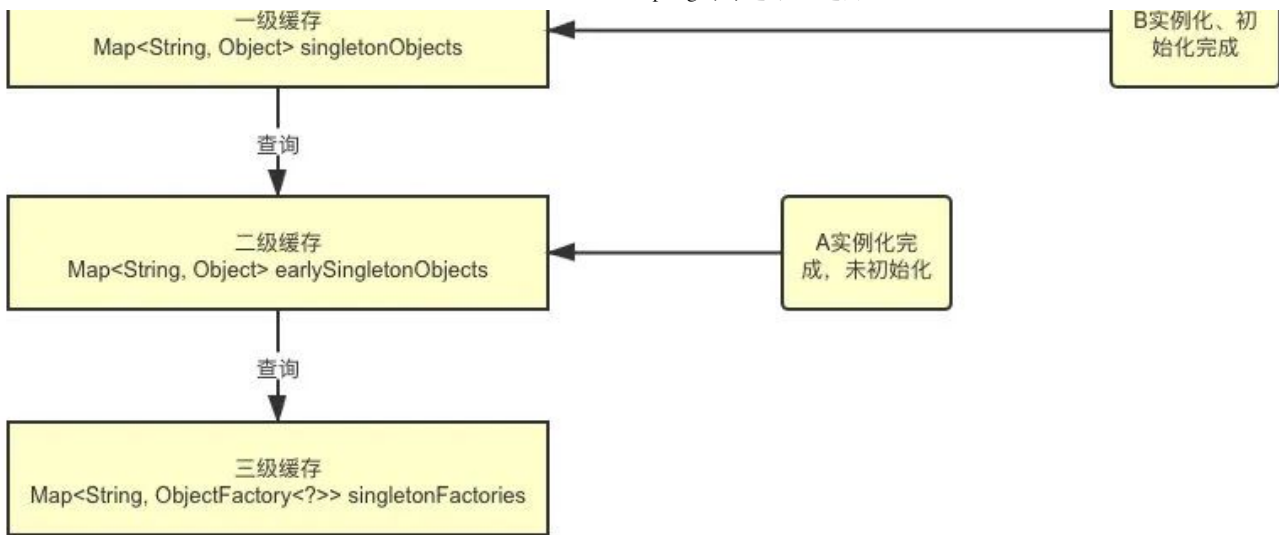 一级缓存
Map<String, Object> singletonObjects
B实例化、初
始化完成
查询
二级缓存
Map<String, Object> earlySingletonObjects
A实例化完
成，未初始化
查询
三级缓存
Map<String, ObjectFactory<?>> singletonFactories